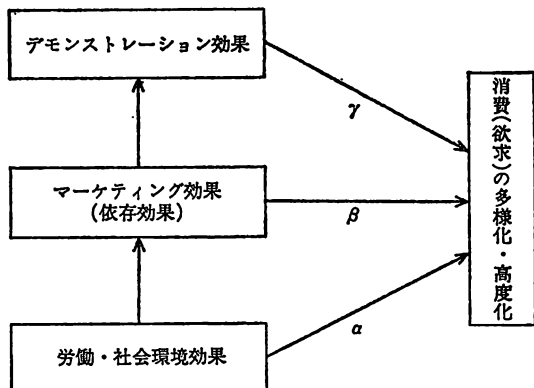 デモンストレーション効果
γ
マーケティング効果
(依存効果)
β
労働・社会環境効果
α
消費(欲求)の多様化・高度化